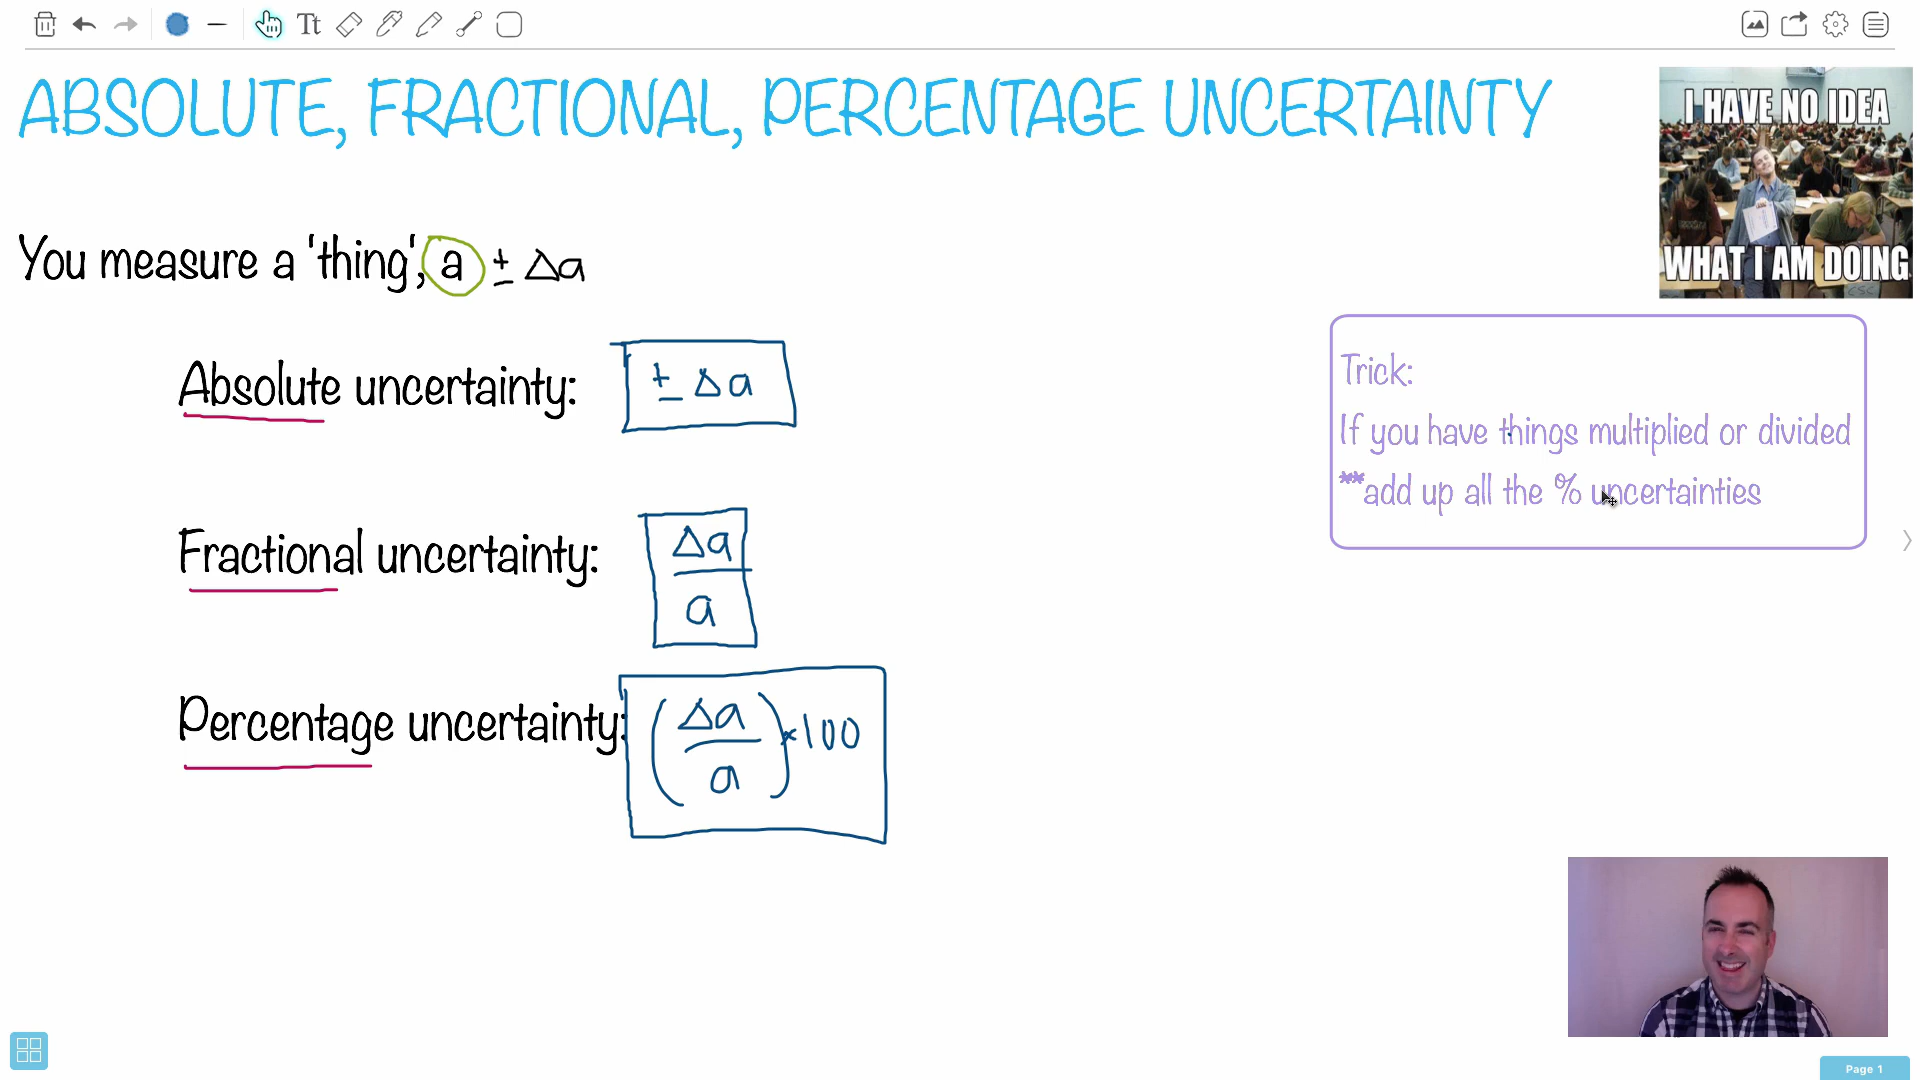 Tt
ABSOLUTE, FRACTIONAL, PERCENTAGE UNCERTAINTY
I HAVE NO IDEA
WHAT I AM DOING
You measure a 'thing', a ± Δa
Absolute uncertainty: ± Δa
Trick:
If you have things multiplied or divided
**add up all the % uncertainties
Fractional uncertainty: Δa / a
Percentage uncertainty: (Δa / a) × 100
Page 1